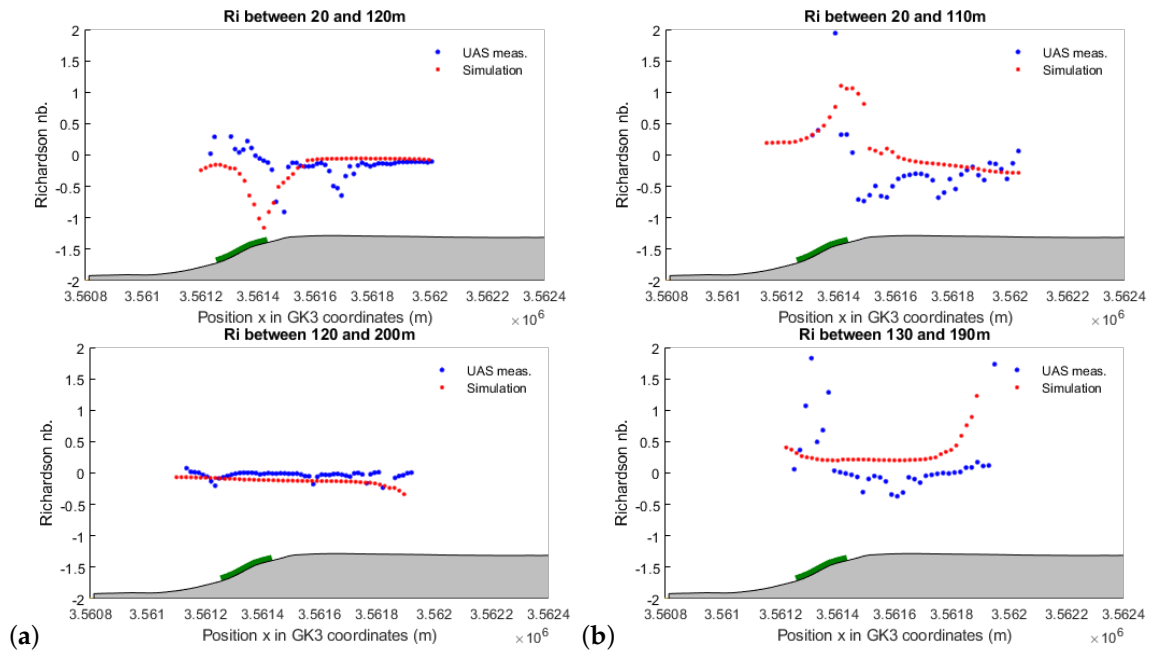 Ri between 20 and 120m
2
1.5
1
0.5
0
-0.5
-1
-1.5
-2
Richardson nb.
UAS meas.
Simulation
3.5608 3.561 3.5612 3.5614 3.5616 3.5618 3.562 3.5622 3.5624
Position x in GK3 coordinates (m)
×10^6
Ri between 120 and 200m
2
1.5
1
0.5
0
-0.5
-1
-1.5
-2
Richardson nb.
UAS meas.
Simulation
3.5608 3.561 3.5612 3.5614 3.5616 3.5618 3.562 3.5622 3.5624
Position x in GK3 coordinates (m)
×10^6
(a)
Ri between 20 and 110m
2
1.5
1
0.5
0
-0.5
-1
-1.5
-2
Richardson nb.
UAS meas.
Simulation
3.5608 3.561 3.5612 3.5614 3.5616 3.5618 3.562 3.5622 3.5624
Position x in GK3 coordinates (m)
×10^6
Ri between 130 and 190m
2
1.5
1
0.5
0
-0.5
-1
-1.5
-2
Richardson nb.
UAS meas.
Simulation
3.5608 3.561 3.5612 3.5614 3.5616 3.5618 3.562 3.5622 3.5624
Position x in GK3 coordinates (m)
×10^6
(b)